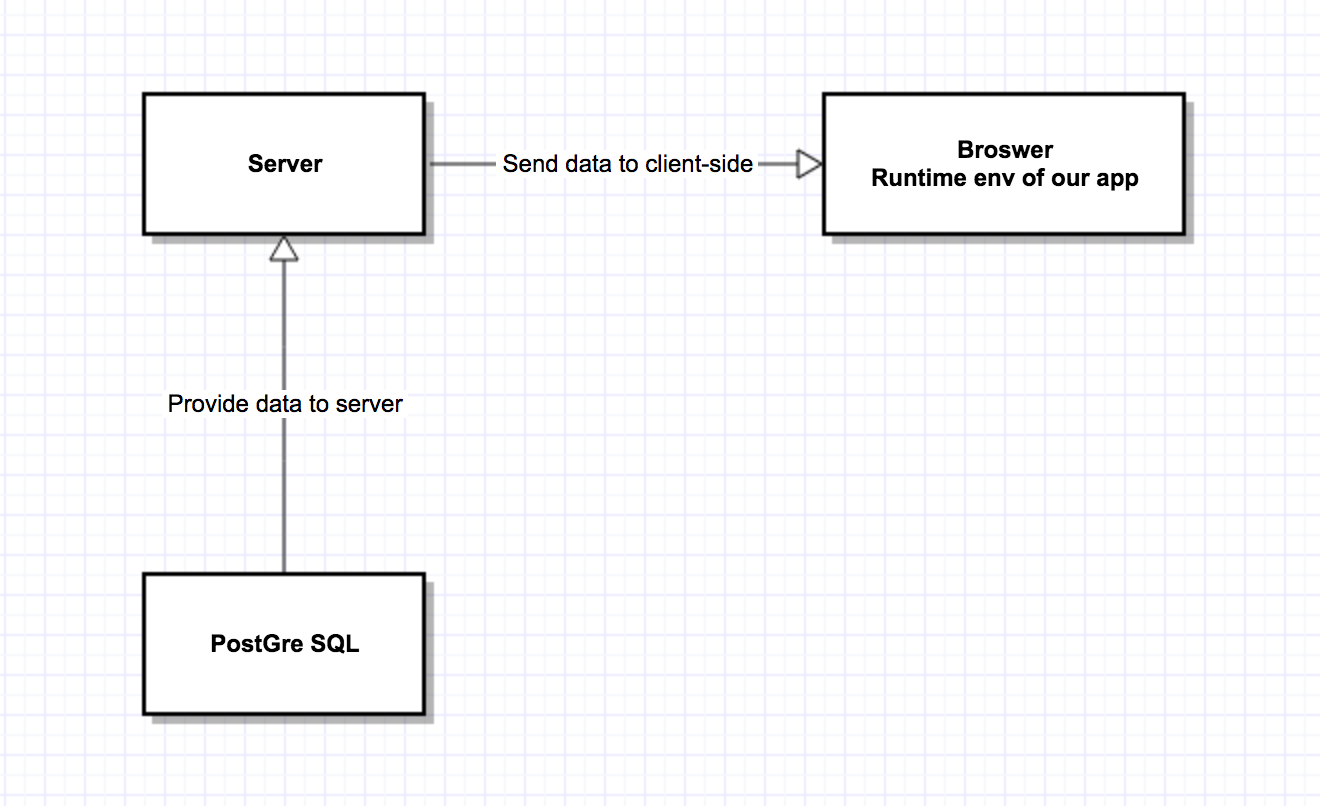 Server
Send data to client-side
Broswer
Runtime env of our app
Provide data to server
PostGre SQL